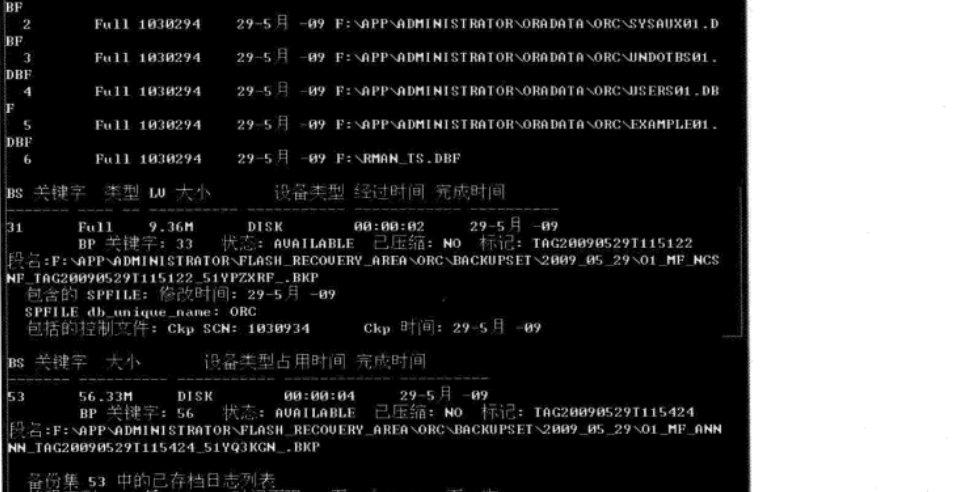 BF
2 Full 1030294 29-5月 -09 F:\APP\ADMINISTRATOR\ORADATA\ORC\SYSAUX01.D
BF
3 Full 1030294 29-5月 -09 F:\APP\ADMINISTRATOR\ORADATA\ORC\UNDOTBS01.
DBF
4 Full 1030294 29-5月 -09 F:\APP\ADMINISTRATOR\ORADATA\ORC\USERS01.DB
F
5 Full 1030294 29-5月 -09 F:\APP\ADMINISTRATOR\ORADATA\ORC\EXAMPLE01.
DBF
6 Full 1030294 29-5月 -09 F:\RMAN_TS.DBF
BS 关键字 类型 LV 大小 设备类型 经过时间 完成时间
31 Full 9.36M DISK 00:00:02 29-5月 -09
BP 关键字: 33 状态: AVAILABLE 已压缩: NO 标记: TAG20090529T115122
段名:F:\APP\ADMINISTRATOR\FLASH_RECOVERY_AREA\ORC\BACKUPSET\2009_05_29\O1_MF_NCS
NF_TAG20090529T115122_51YPZXRF_.BKP
包含的 SPFILE: 修改时间: 29-5月 -09
SPFILE db_unique_name: ORC
包括的控制文件: Ckp SCN: 1030934 Ckp 时间: 29-5月 -09
BS 关键字 大小 设备类型占用时间 完成时间
53 56.33M DISK 00:00:04 29-5月 -09
BP 关键字: 56 状态: AVAILABLE 已压缩: NO 标记: TAG20090529T115424
段名:F:\APP\ADMINISTRATOR\FLASH_RECOVERY_AREA\ORC\BACKUPSET\2009_05_29\O1_MF_ANN
NN_TAG20090529T115424_51YQ3KGN_.BKP
备份集 53 中的已存档日志列表